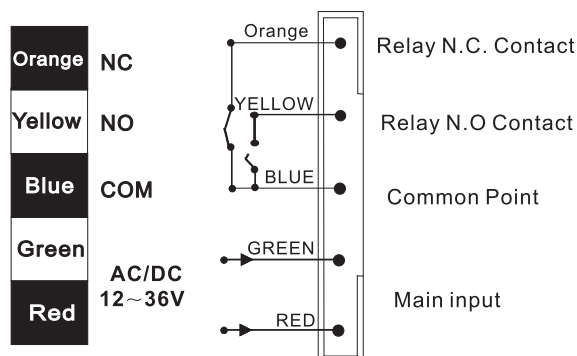 Orange NC
Yellow NO
Blue COM
Green
Red
AC/DC
12~36V
Orange
YELLOW
BLUE
GREEN
RED
Relay N.C. Contact
Relay N.O Contact
Common Point
Main input